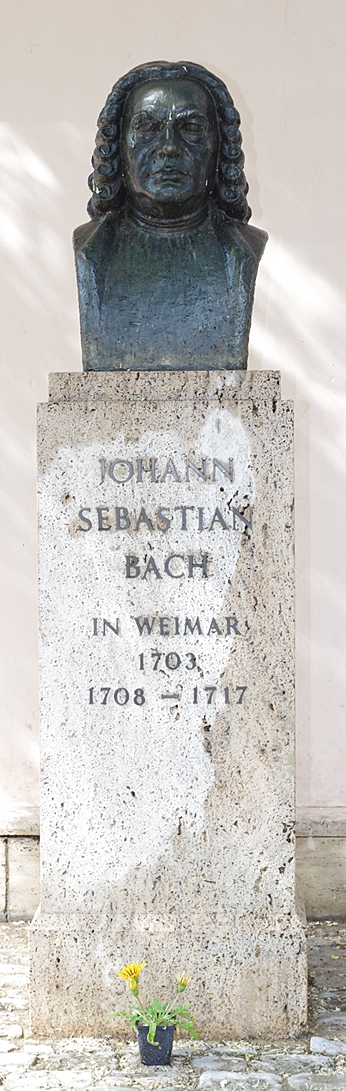 JOHANN
SEBASTIAN
BACH
IN WEIMAR
1703
1708 – 1717